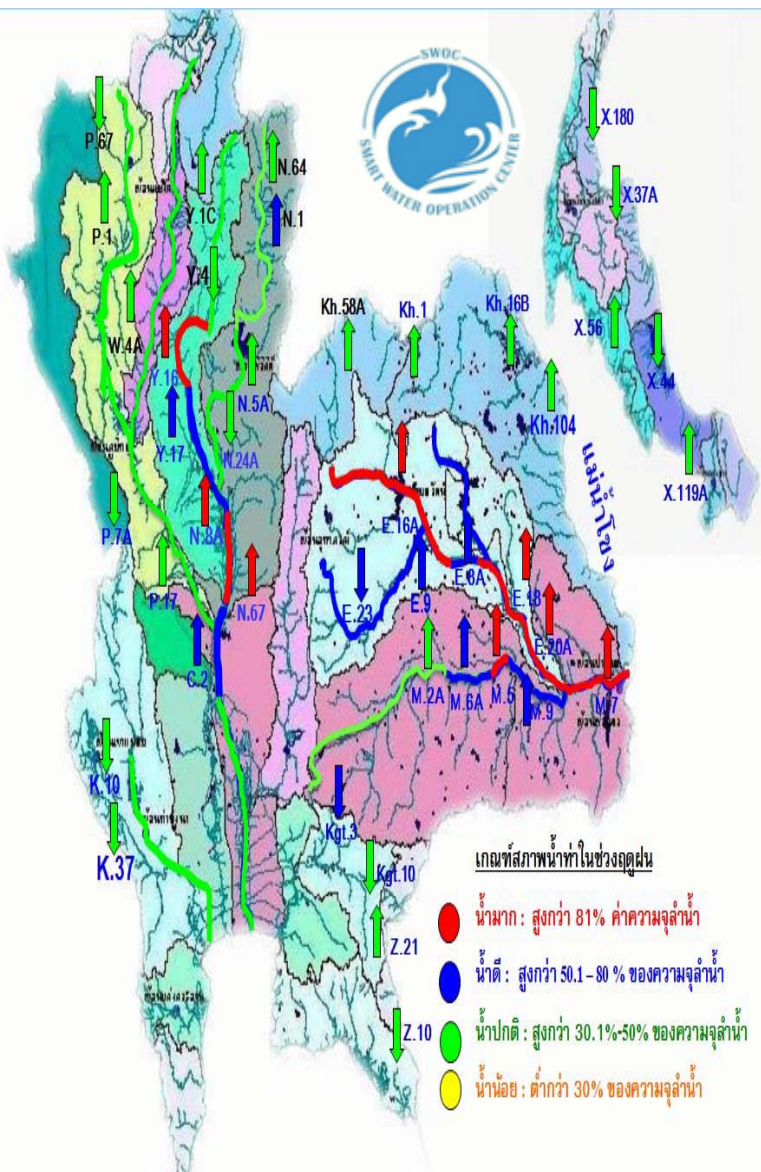 SWOC
SMART WATER OPERATION CENTER
X.180
X.37A
X.56
X.44
X.119A
P.67
P.1
W.4A
Y.1C
Y.4
N.64
N.1
Y.16
Y.17
N.5A
N.24A
N.8A
P.7A
P.17
N.67
C.2
K.10
K.37
Kh.58A
Kh.1
Kh.16B
Kh.104
แม่น้ำโขง
E.16A
E.8A
E.23
E.9
E.18
E.20A
M.2A
M.6A
M.5
M.9
M.7
Kgt.3
Kgt.10
Z.21
Z.10
เกณฑ์สภาพน้ำท่าในช่วงฤดูฝน
น้ำมาก : สูงกว่า 81% ค่าความจุลำน้ำ
น้ำดี : สูงกว่า 50.1 – 80 % ของความจุลำน้ำ
น้ำปกติ : สูงกว่า 30.1%-50% ของความจุลำน้ำ
น้ำน้อย : ต่ำกว่า 30% ของความจุลำน้ำ